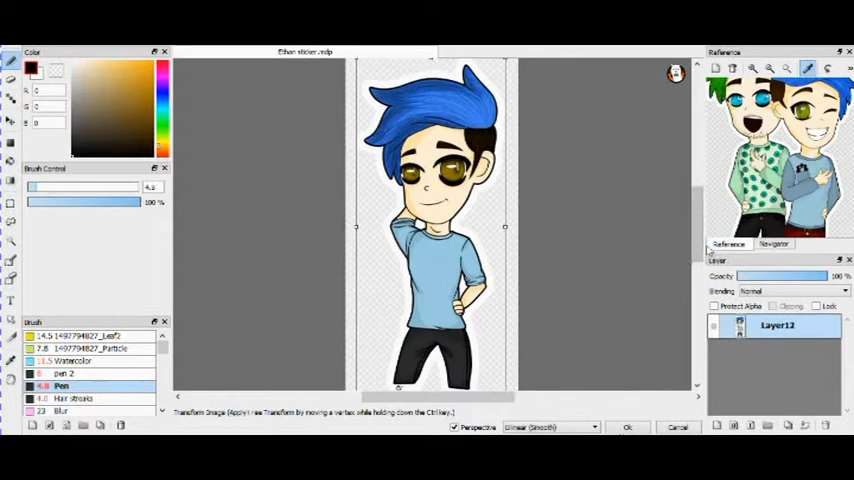 Color
Ethan sticker.mdp
Reference
R 0
G 0
B 0
Brush Control
4.8
100 %
Reference
Navigator
Layer
Opacity
100 %
Blending
Normal
Protect Alpha
Clipping
Lock
Layer12
Brush
14.5 1497794827_Leaf2
7.8 1497794827_Particle
11.5 Watercolor
8 pen 2
4.8 Pen
4.0 Hair streaks
23 Blur
Transform Image (Apply Free Transform by moving a vertex while holding down the Ctrl key.)
Perspective
Bilinear (Smooth)
Ok
Cancel